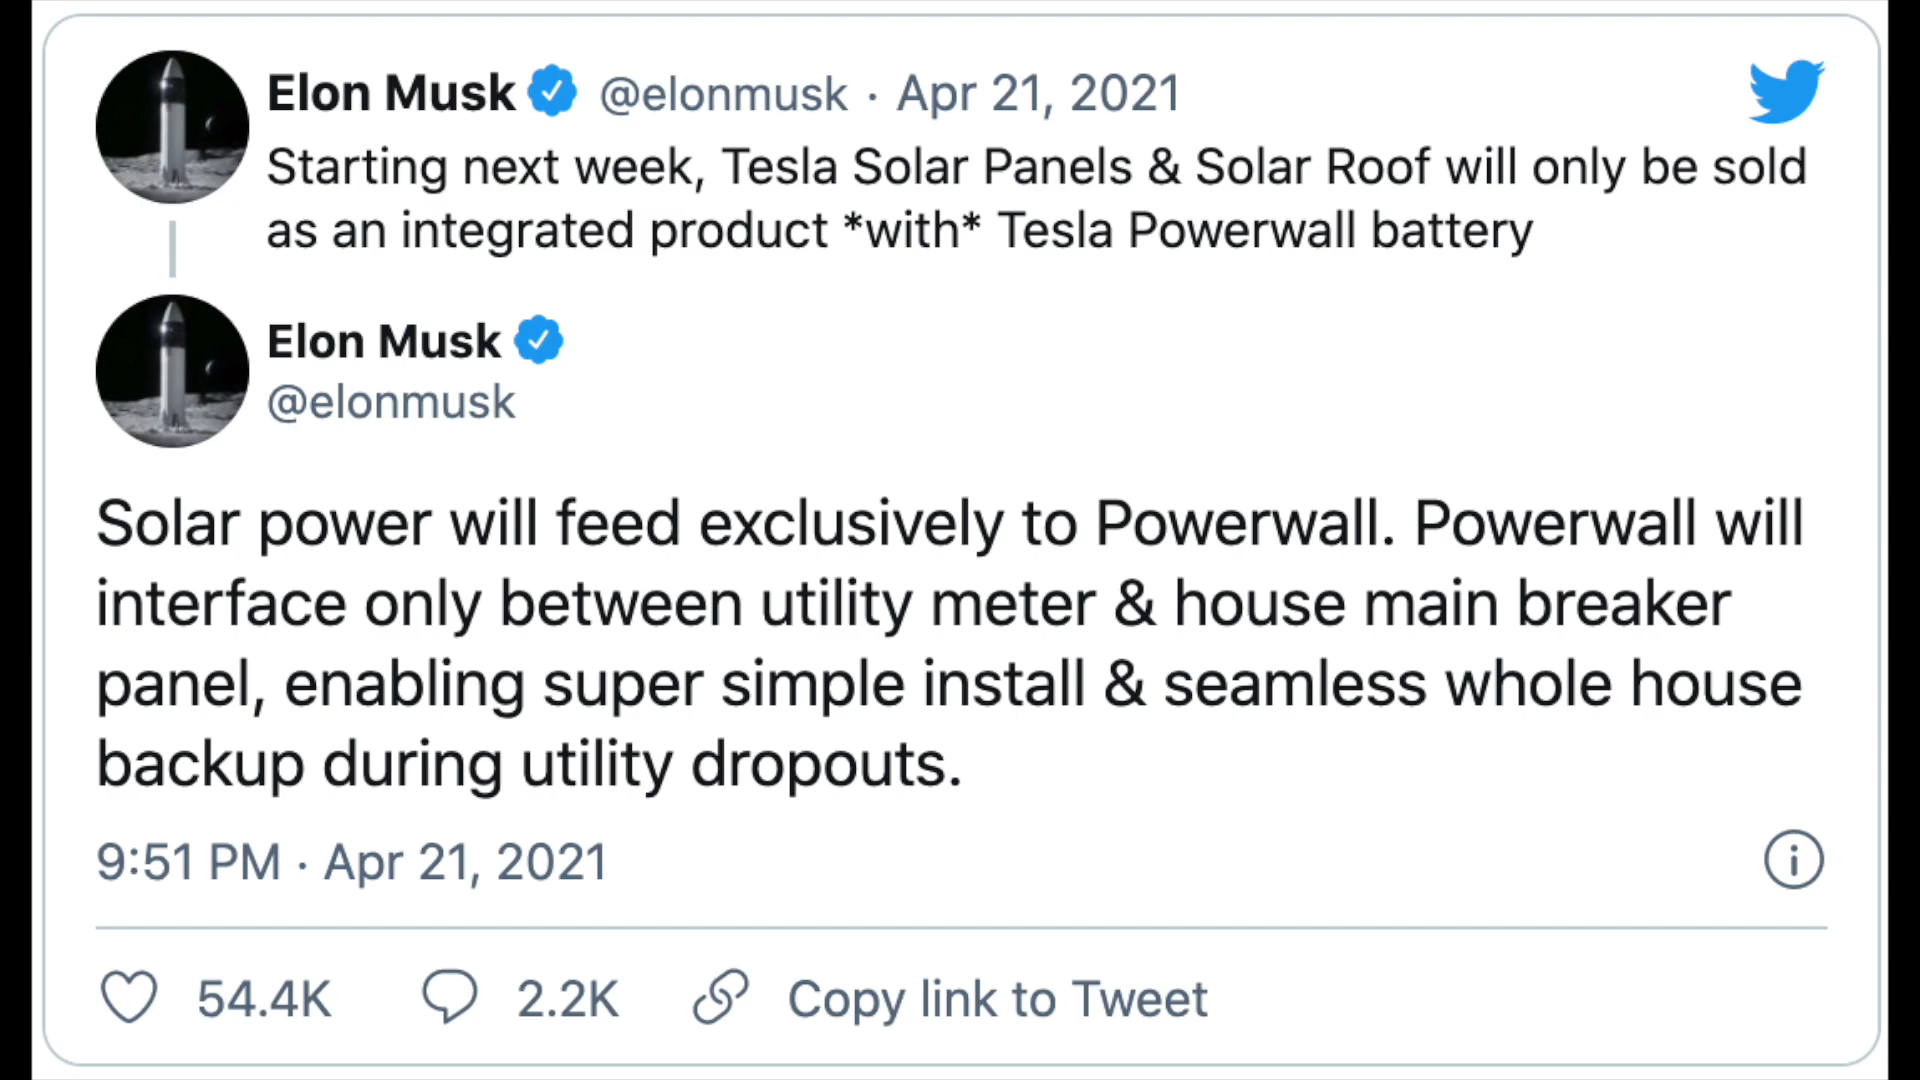 Elon Musk @elonmusk · Apr 21, 2021
Starting next week, Tesla Solar Panels & Solar Roof will only be sold
as an integrated product *with* Tesla Powerwall battery
Elon Musk
@elonmusk
Solar power will feed exclusively to Powerwall. Powerwall will
interface only between utility meter & house main breaker
panel, enabling super simple install & seamless whole house
backup during utility dropouts.
9:51 PM · Apr 21, 2021
54.4K 2.2K Copy link to Tweet